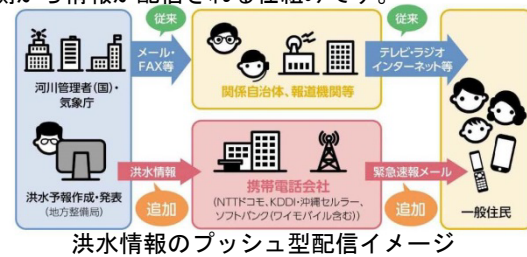 から情報が配信される仕組みです。
従来
従来
メール・
FAX等
テレビ・ラジオ
インターネット等
河川管理者(国)・
気象庁
関係自治体、報道機関等
洪水情報
緊急速報メール
洪水予報作成・発表
(地方整備局)
追加
携帯電話会社
(NTTドコモ、KDDI・沖縄セルラー、
ソフトバンク(ワイモバイル含む))
追加
一般住民
洪水情報のプッシュ型配信イメージ